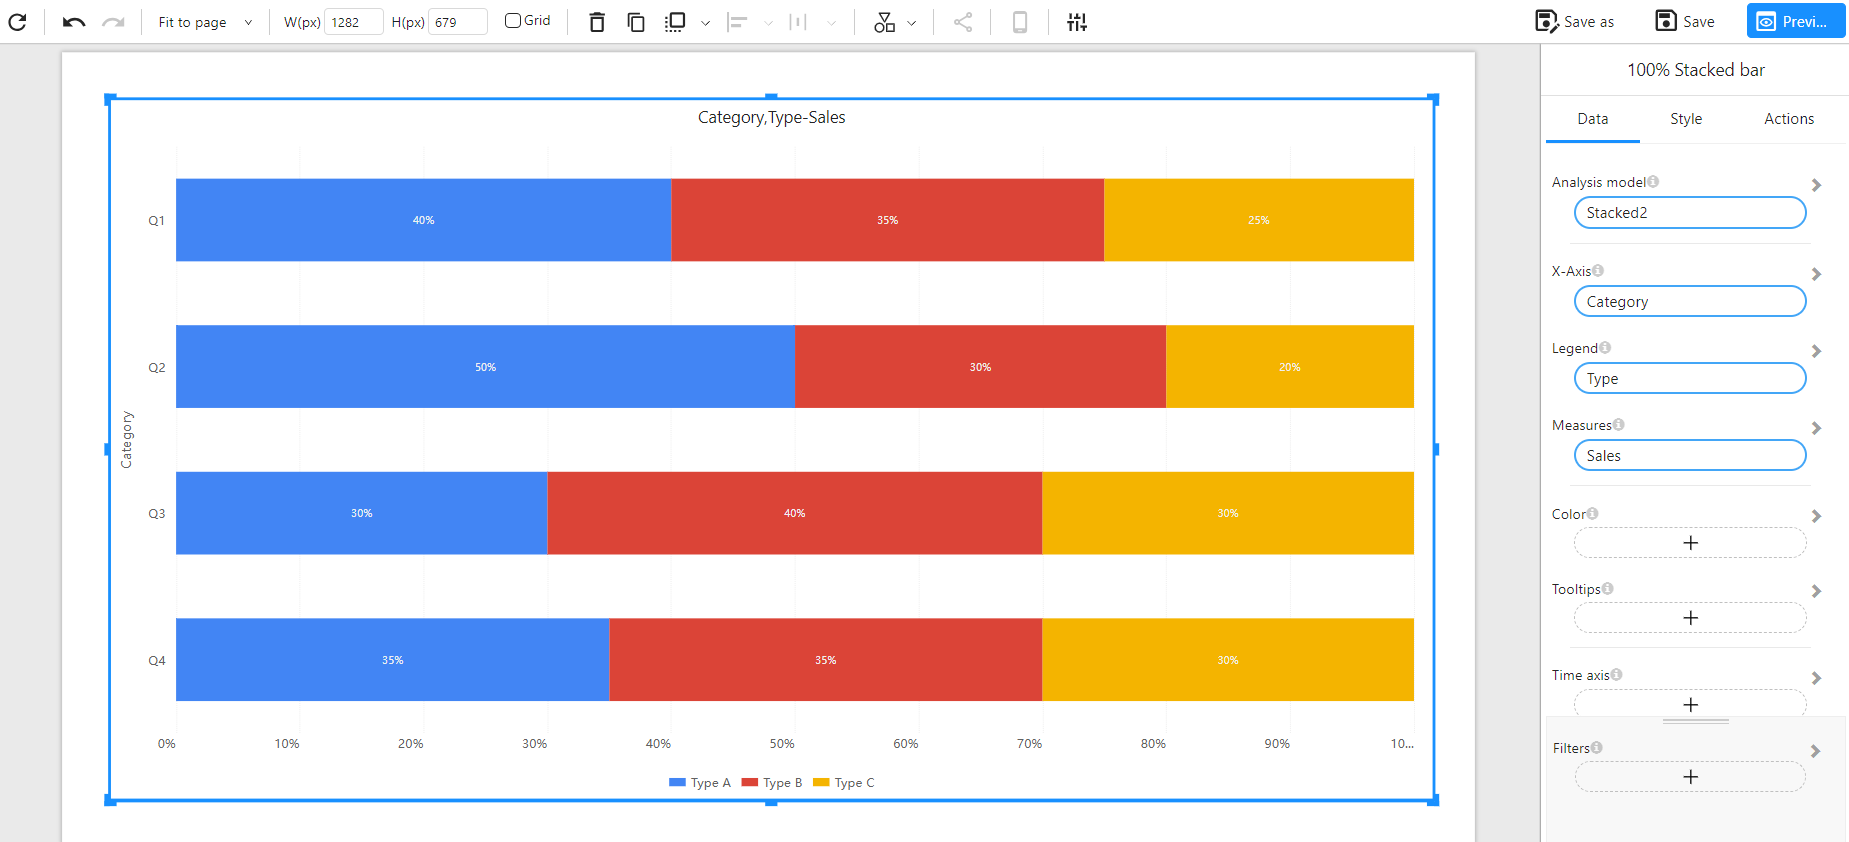 Fit to page W(px) 1282 H(px) 679 Grid Save as Save Previ...
100% Stacked bar
Data Style Actions
Category,Type-Sales
Q1 40% 35% 25%
Q2 50% 30% 20%
Category
Q3 30% 40% 30%
Q4 35% 35% 30%
0% 10% 20% 30% 40% 50% 60% 70% 80% 90% 10...
Type A Type B Type C
Analysis model
Stacked2
X-Axis
Category
Legend
Type
Measures
Sales
Color
Tooltips
Time axis
Filters